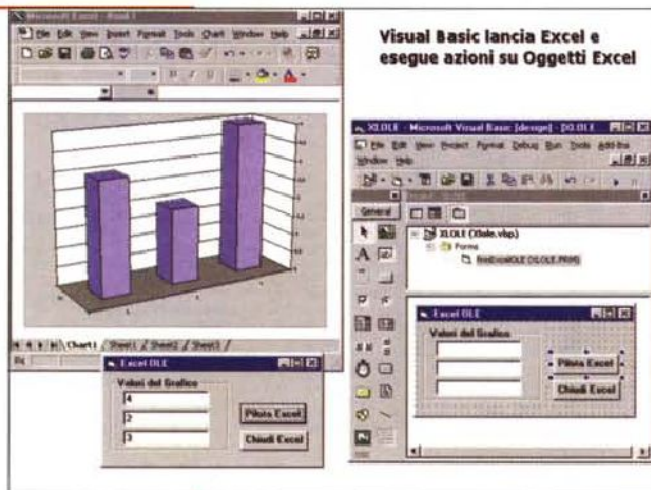 Microsoft Excel - Book1
File Edit View Insert Format Tools Chart Window Help
Chart1 Sheet1 Sheet2 Sheet3
Excel OLE
Valori del Grafico
4
2
3
Pilota Excel
Chiudi Excel
Visual Basic lancia Excel e
esegue azioni su Oggetti Excel
XLOLE - Microsoft Visual Basic [design] - [XLOLE
File Edit View Project Format Debug Run Tools Add-Ins
Window Help
General
XLOLE (Xlole.vbp)
Forms
(XLOLE.FRM)
Excel OLE
Valori del Grafico
Pilota Excel
Chiudi Excel